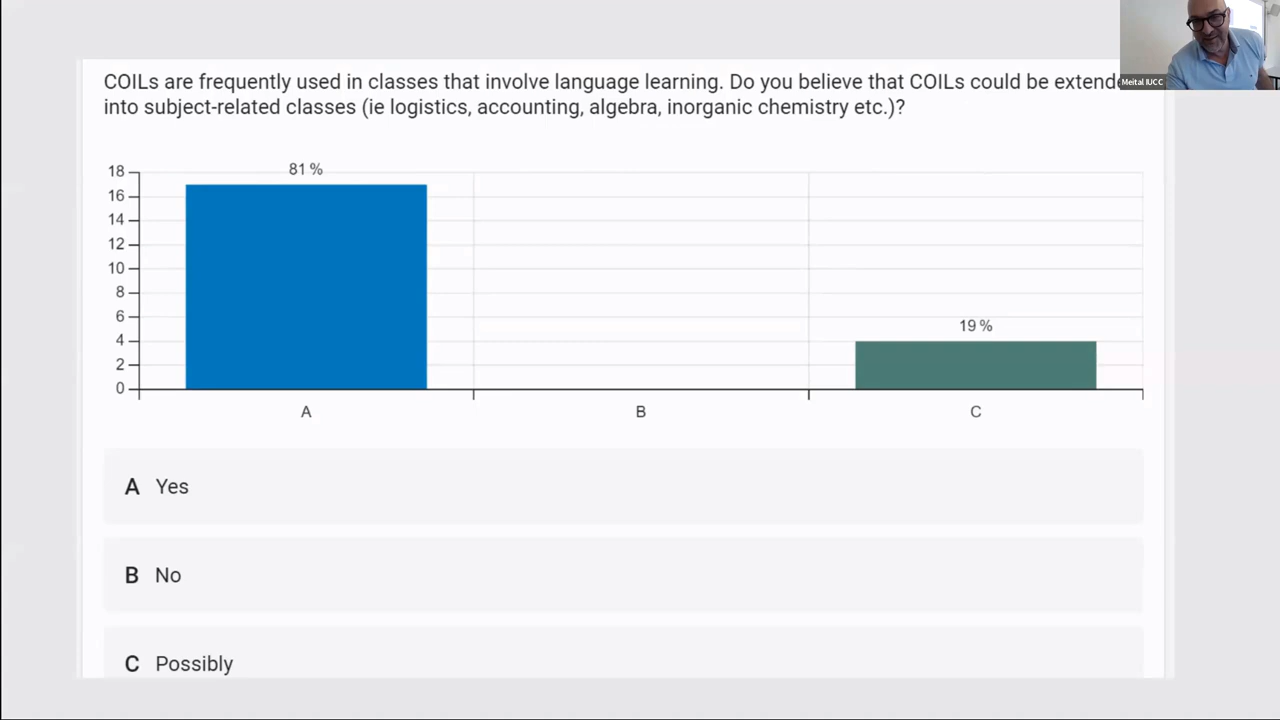 COILs are frequently used in classes that involve language learning. Do you believe that COILs could be extende
into subject-related classes (ie logistics, accounting, algebra, inorganic chemistry etc.)?
Meital IUCC
81 %
18
16
14
12
10
8
6
4
2
0
19 %
A
B
C
A Yes
B No
C Possibly